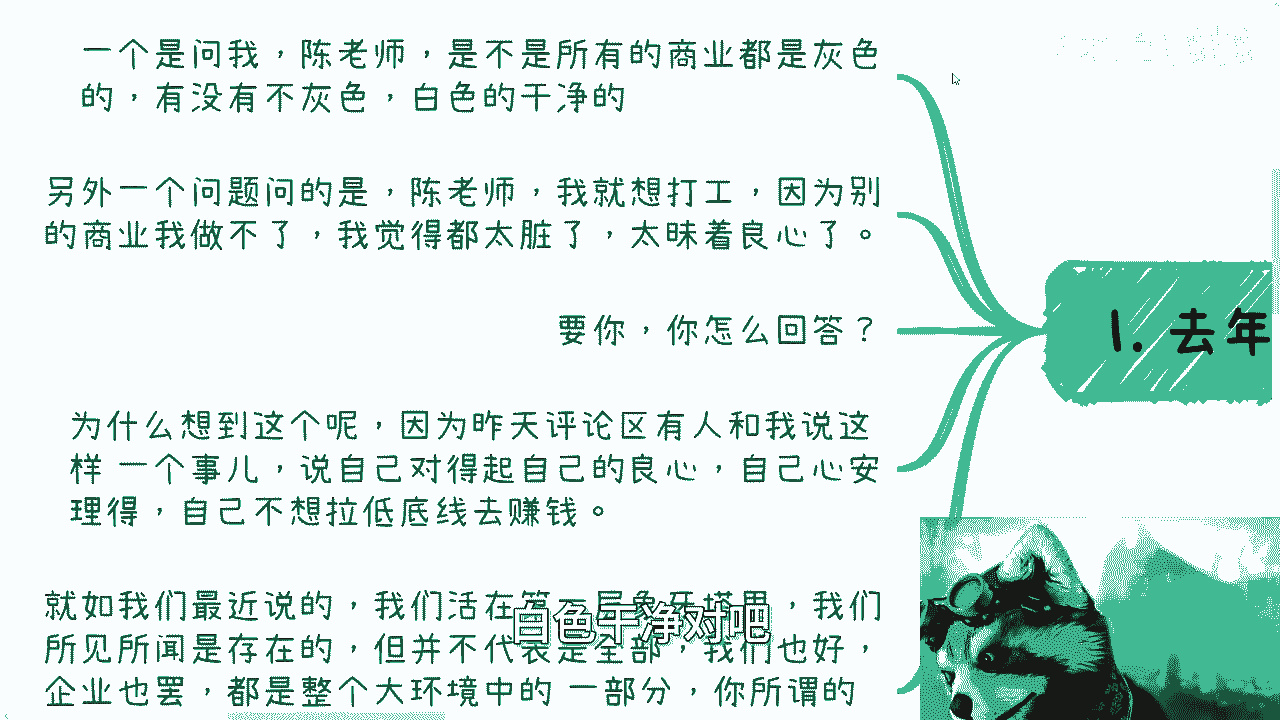 一个是问我，陈老师，是不是所有的商业都是灰色
的，有没有不灰色，白色的干净的
另外一个问题问的是，陈老师，我就想打工，因为别
的商业我做不了，我觉得都太脏了，太昧着良心了。
要你，你怎么回答？
1. 去年
为什么想到这个呢，因为昨天评论区有人和我说这
样 一个事儿，说自己对得起自己的良心，自己心安
理得，自己不想拉低底线去赚钱。
就如我们最近说的，我们活在第一层象牙塔里，我们
白色干净对吧
所见所闻是存在的，但并不代表是全部，我们也好，
企业也罢，都是整个大环境中的 一部分，你所谓的